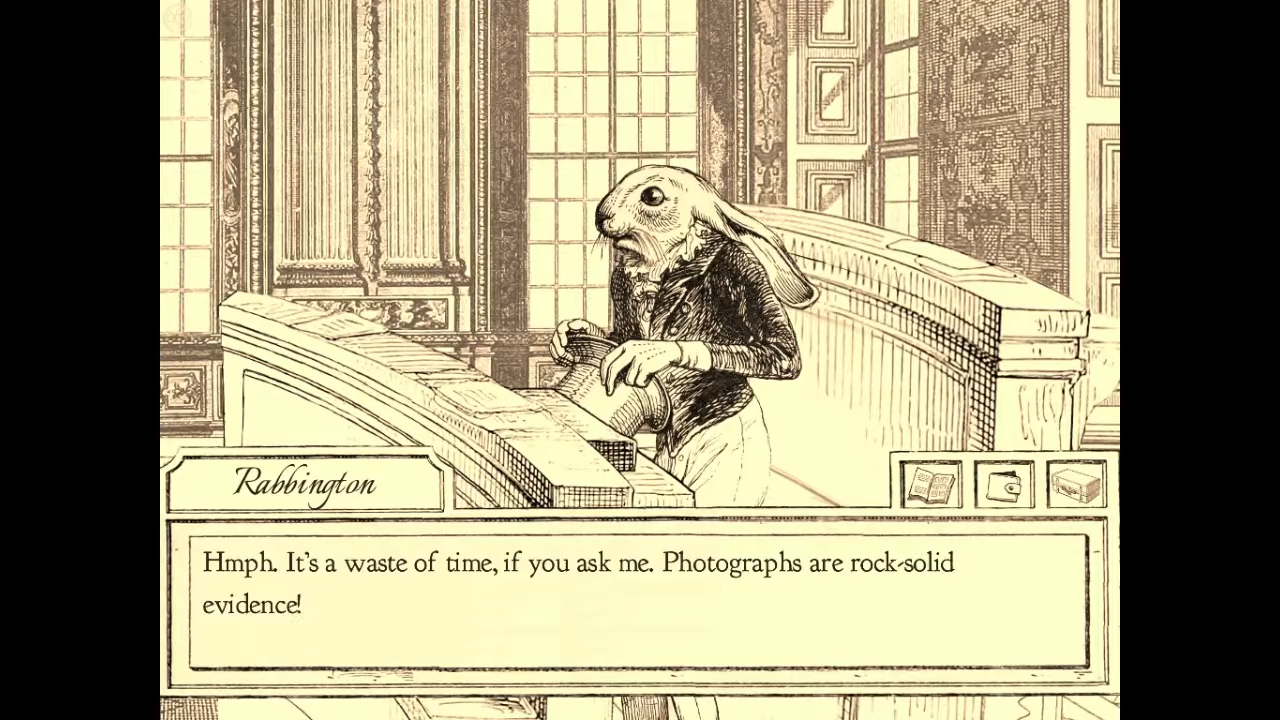 Rabbington
Hmph. It's a waste of time, if you ask me. Photographs are rock-solid
evidence!